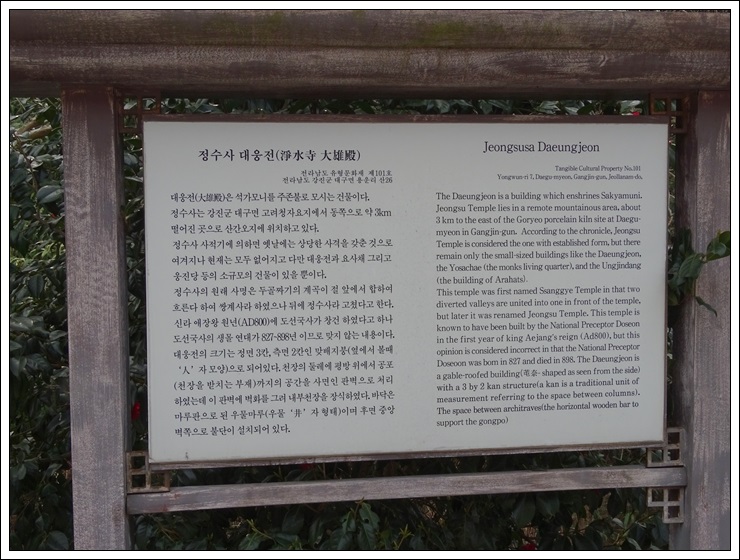 정수사 대웅전(淨水寺 大雄殿)
전라남도 유형문화재 제101호
전라남도 강진군 대구면 용운리 산26
대웅전(大雄殿)은 석가모니를 주존불로 모시는 건물이다.
정수사는 강진군 대구면 고려청자요지에서 동쪽으로 약 3km
떨어진 곳으로 산간오지에 위치하고 있다.
정수사 사적기에 의하면 옛날에는 상당한 사격을 갖춘 것으로
여겨지나 현재는 모두 없어지고 다만 대웅전과 요사채 그리고
웅진당 등의 소규모의 건물이 있을 뿐이다.
정수사의 원래 사명은 두골짜기의 계곡이 절 앞에서 합하여
흐른다 하여 쌍계사라 하였으나 뒤에 정수사라 고쳤다고 한다.
신라 애장왕 원년(AD800)에 도선국사가 창건 하였다고 하나
도선국사의 생몰 연대가 827-898년 이므로 맞지 않는 내용이다.
대웅전의 크기는 정면 3칸, 측면 2칸인 맞배지붕(옆에서 볼때
‘人’자 모양)으로 되어있다. 천장의 둘레에 평방 위에서 공포
(천장을 받치는 부재)까지의 공간을 사면인 판벽으로 처리
하였는데 이 판벽에 벽화를 그려 내부천장을 장식하였다. 바닥은
마루판으로 된 우물마루(우물 ‘井’자 형태)이며 후면 중앙
벽쪽으로 불단이 설치되어 있다.
Jeongsusa Daeungjeon
Tangible Cultural Property No.101
Yongwun-ri 7, Daegu-myeon, Gangjin-gun, Jeollanam-do.
The Daeungjeon is a building which enshrines Sakyamuni.
Jeongsu Temple lies in a remote mountainous area, about
3 km to the east of the Goryeo porcelain kiln site at Daegu-
myeon in Gangjin-gun. According to the chronicle, Jeongsu
Temple is considered the one with established form, but there
remain only the small-sized buildings like the Daeungjeon,
the Yosachae (the monks living quarter), and the Ungjindang
(the building of Arahats).
This temple was first named Ssanggye Temple in that two
diverted valleys are united into one in front of the temple,
but later it was renamed Jeongsu Temple. This temple is
known to have been built by the National Preceptor Doseon
in the first year of king Aejang's reign (Ad800), but this
opinion is considered incorrect in that the National Preceptor
Doseoon was born in 827 and died in 898. The Daeungjeon is
a gable-roofed building( -shaped as seen from the side)
with a 3 by 2 kan structure(a kan is a traditional unit of
measurement referring to the space between columns).
The space between architraves(the horizontal wooden bar to
support the gongpo)